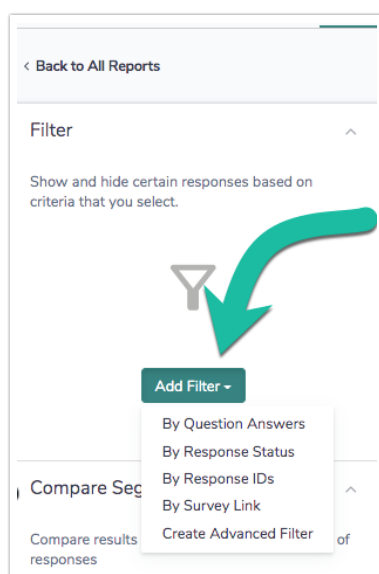 < Back to All Reports
Filter
Show and hide certain responses based on
criteria that you select.
Add Filter
By Question Answers
By Response Status
By Response IDs
By Survey Link
Create Advanced Filter
Compare Seg
Compare results of
responses